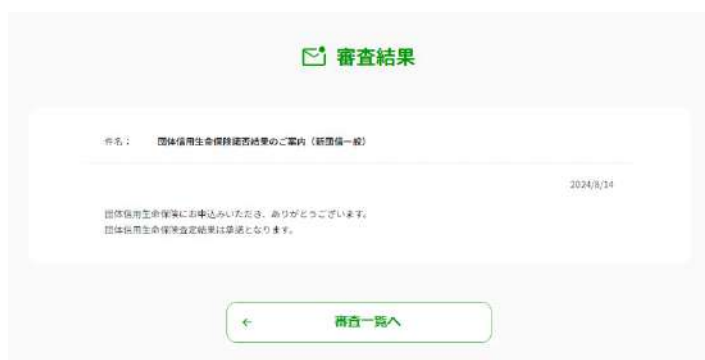 審査結果
件名： 団体信用生命保険諾否結果のご案内（新団信一般）
2024/8/14
団体信用生命保険にお申込みいただき、ありがとうございます。
団体信用生命保険査定結果は承諾となります。
← 審査一覧へ